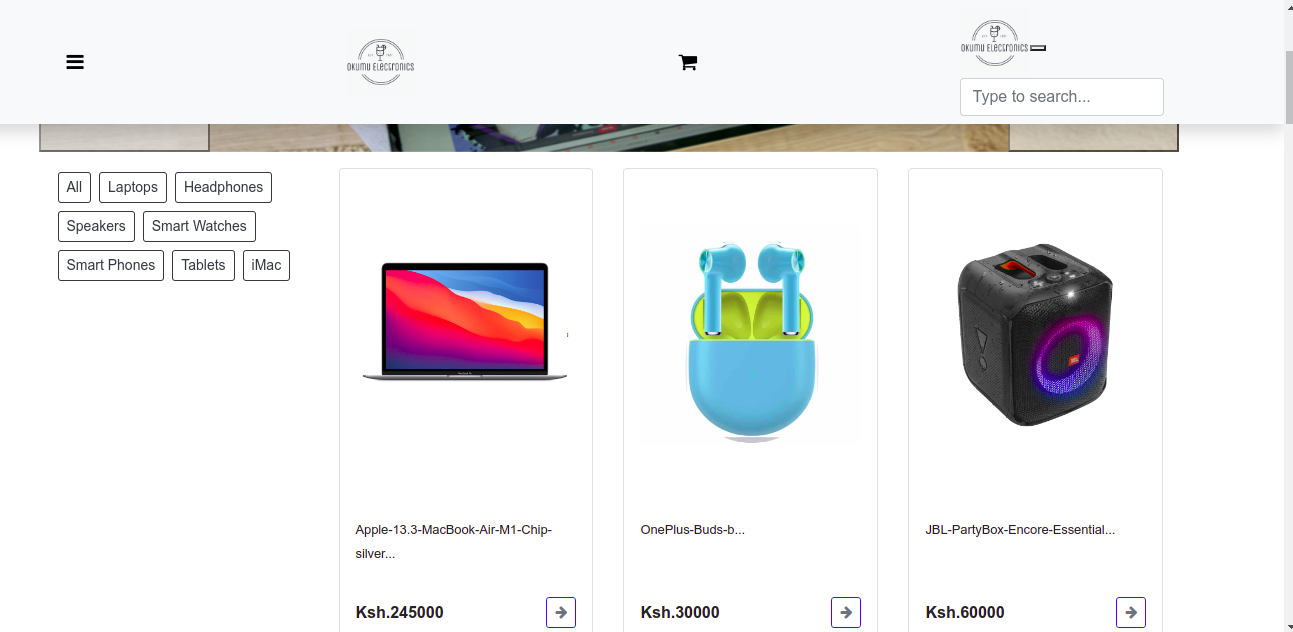 OKUMU ELECTRONICS
OKUMU ELECTRONICS
Type to search...
All
Laptops
Headphones
Speakers
Smart Watches
Smart Phones
Tablets
iMac
JBL
Apple-13.3-MacBook-Air-M1-Chip-
silver...
OnePlus-Buds-b...
JBL-PartyBox-Encore-Essential...
Ksh.245000
Ksh.30000
Ksh.60000